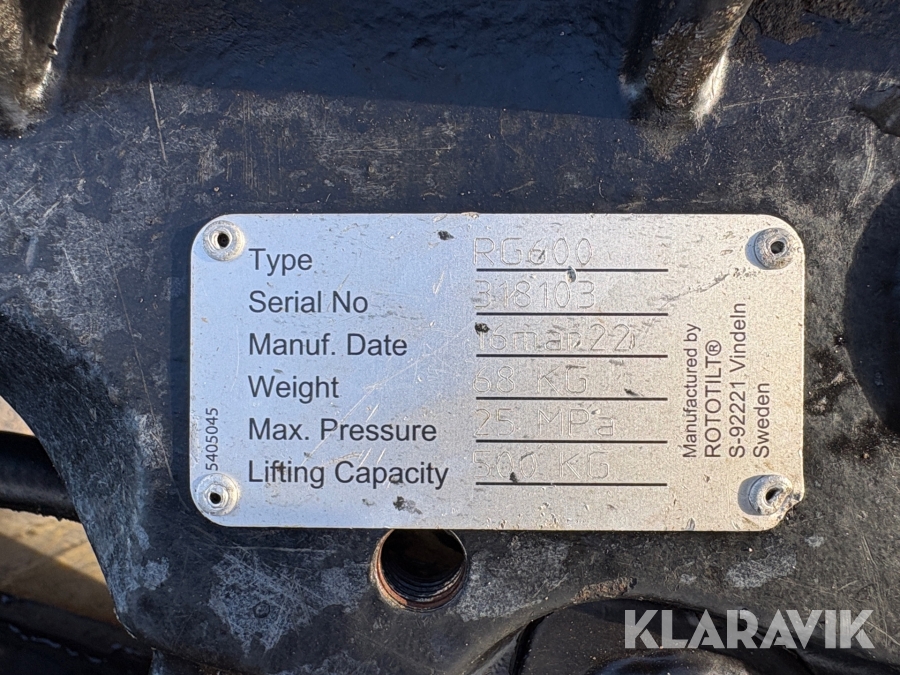 Type RG600
Serial No 318103
Manuf. Date 16mar22
Weight 68 KG
Max. Pressure 25 MPa
Lifting Capacity 500 KG
5405045
Manufactured by
ROTOTILT®
S-92221 Vindeln
Sweden
KLARAVIK